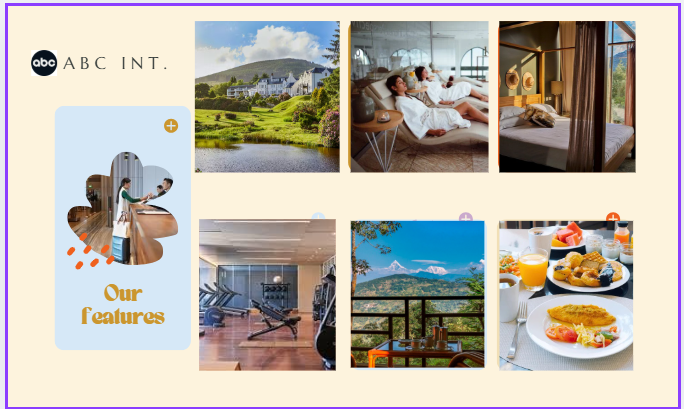 abc
ABC INT.
Our
features